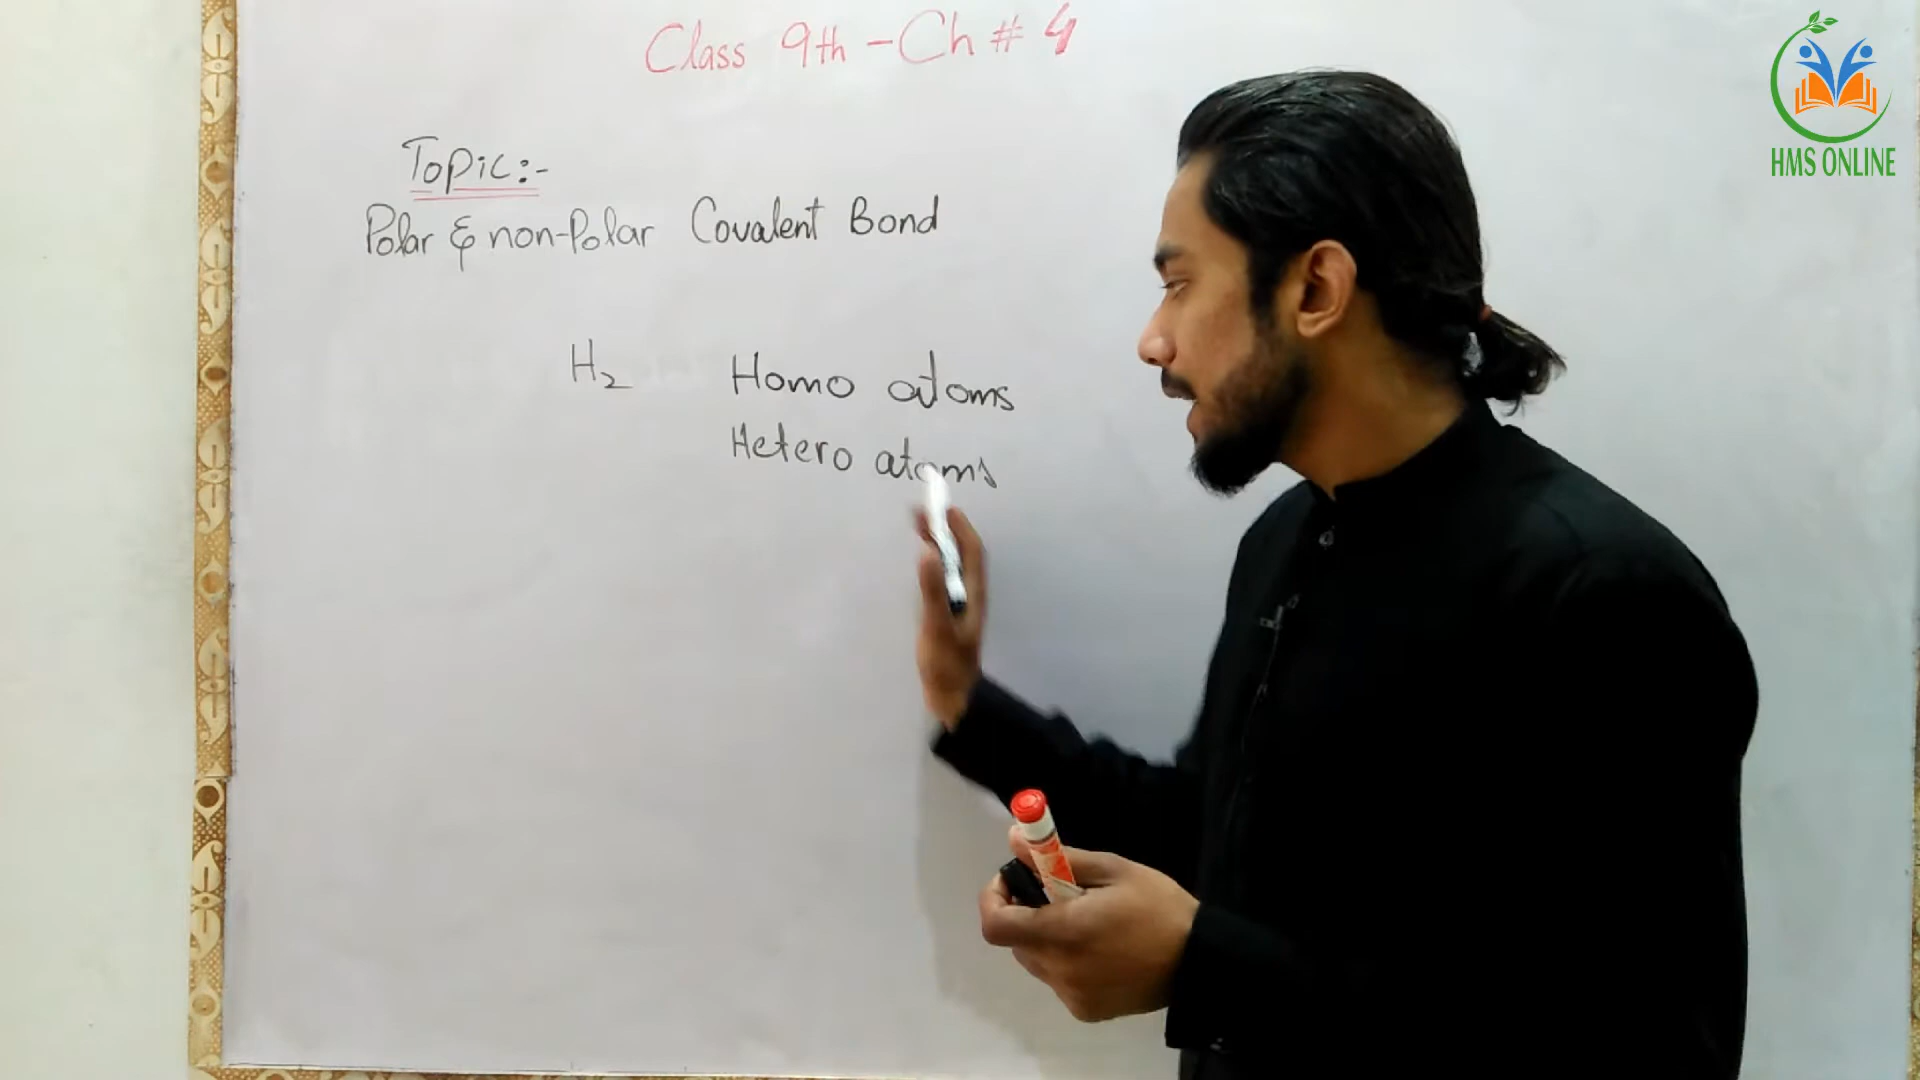 Class 9th - Ch # 4
Topic:-
Polar & non-Polar Covalent Bond
H₂ Homo atoms
Hetero atoms
HMS ONLINE